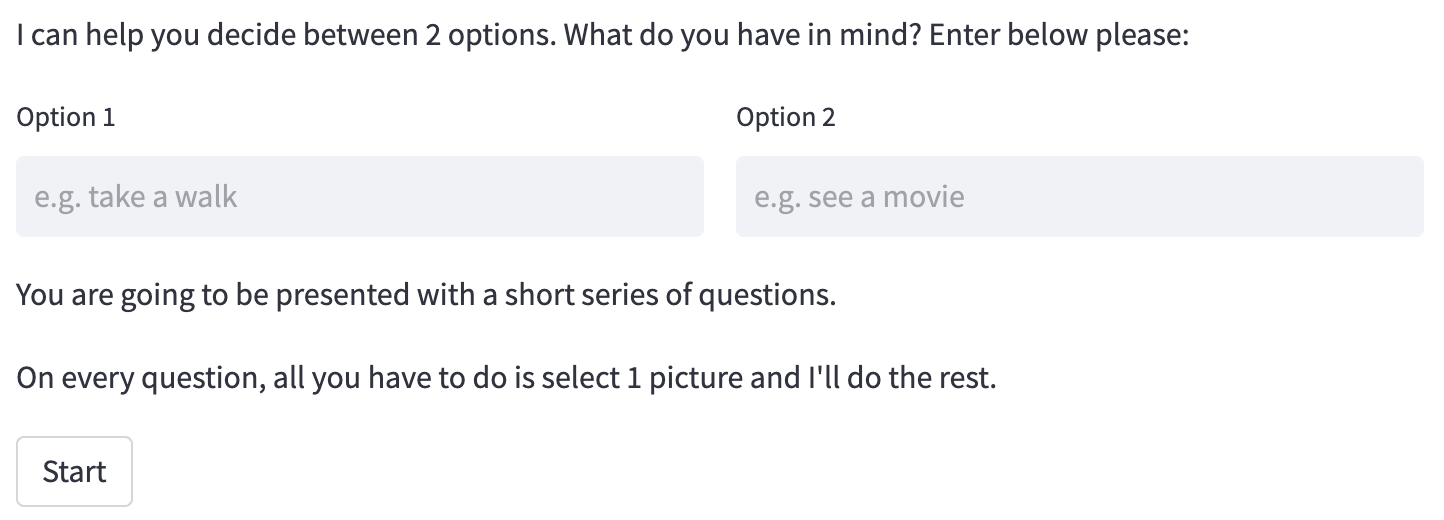 I can help you decide between 2 options. What do you have in mind? Enter below please:
Option 1
Option 2
e.g. take a walk
e.g. see a movie
You are going to be presented with a short series of questions.
On every question, all you have to do is select 1 picture and I'll do the rest.
Start